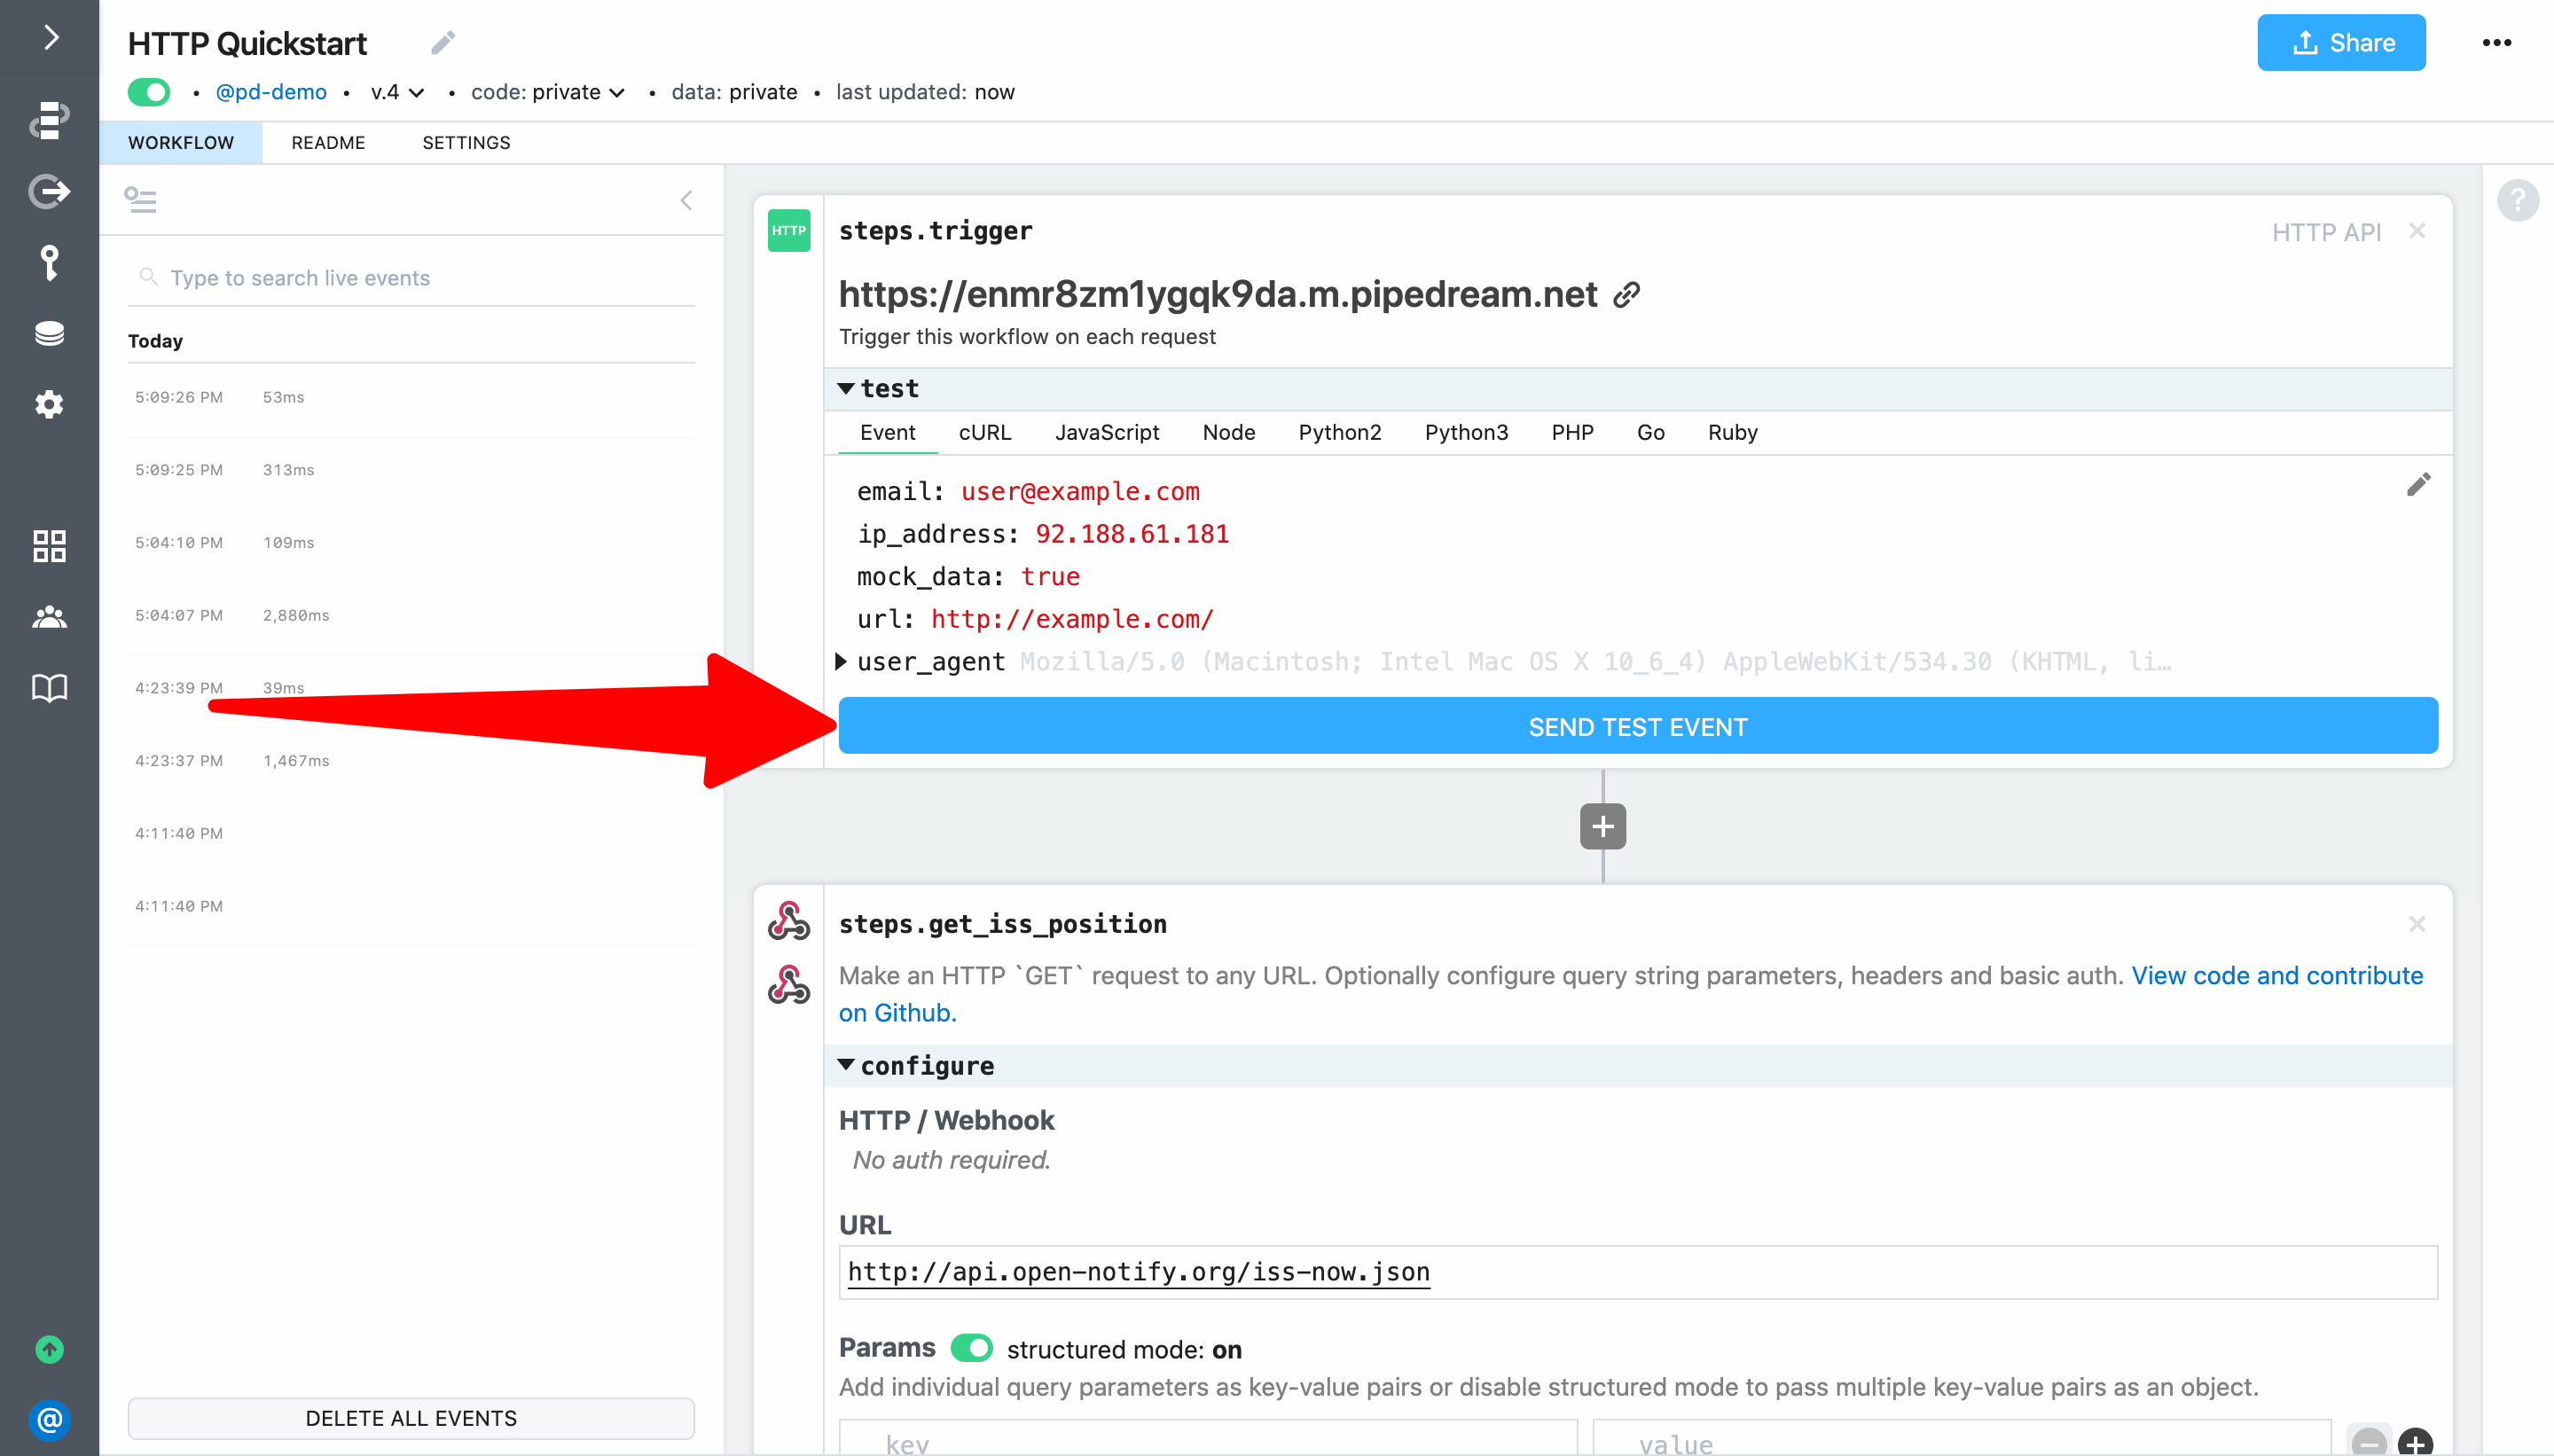 HTTP Quickstart
Share
• @pd-demo • v.4 • code: private • data: private • last updated: now
WORKFLOW README SETTINGS
Type to search live events
Today
5:09:26 PM 53ms
5:09:25 PM 313ms
5:04:10 PM 109ms
5:04:07 PM 2,880ms
4:23:39 PM 39ms
4:23:37 PM 1,467ms
4:11:40 PM
4:11:40 PM
DELETE ALL EVENTS
@
HTTP
steps.trigger
HTTP API
?
https://enmr8zm1ygqk9da.m.pipedream.net
Trigger this workflow on each request
test
Event cURL JavaScript Node Python2 Python3 PHP Go Ruby
email: user@example.com
ip_address: 92.188.61.181
mock_data: true
url: http://example.com/
user_agent Mozilla/5.0 (Macintosh; Intel Mac OS X 10_6_4) AppleWebKit/534.30 (KHTML, li…
SEND TEST EVENT
steps.get_iss_position
Make an HTTP `GET` request to any URL. Optionally configure query string parameters, headers and basic auth. View code and contribute
on Github.
configure
HTTP / Webhook
No auth required.
URL
http://api.open-notify.org/iss-now.json
Params structured mode: on
Add individual query parameters as key-value pairs or disable structured mode to pass multiple key-value pairs as an object.
key value